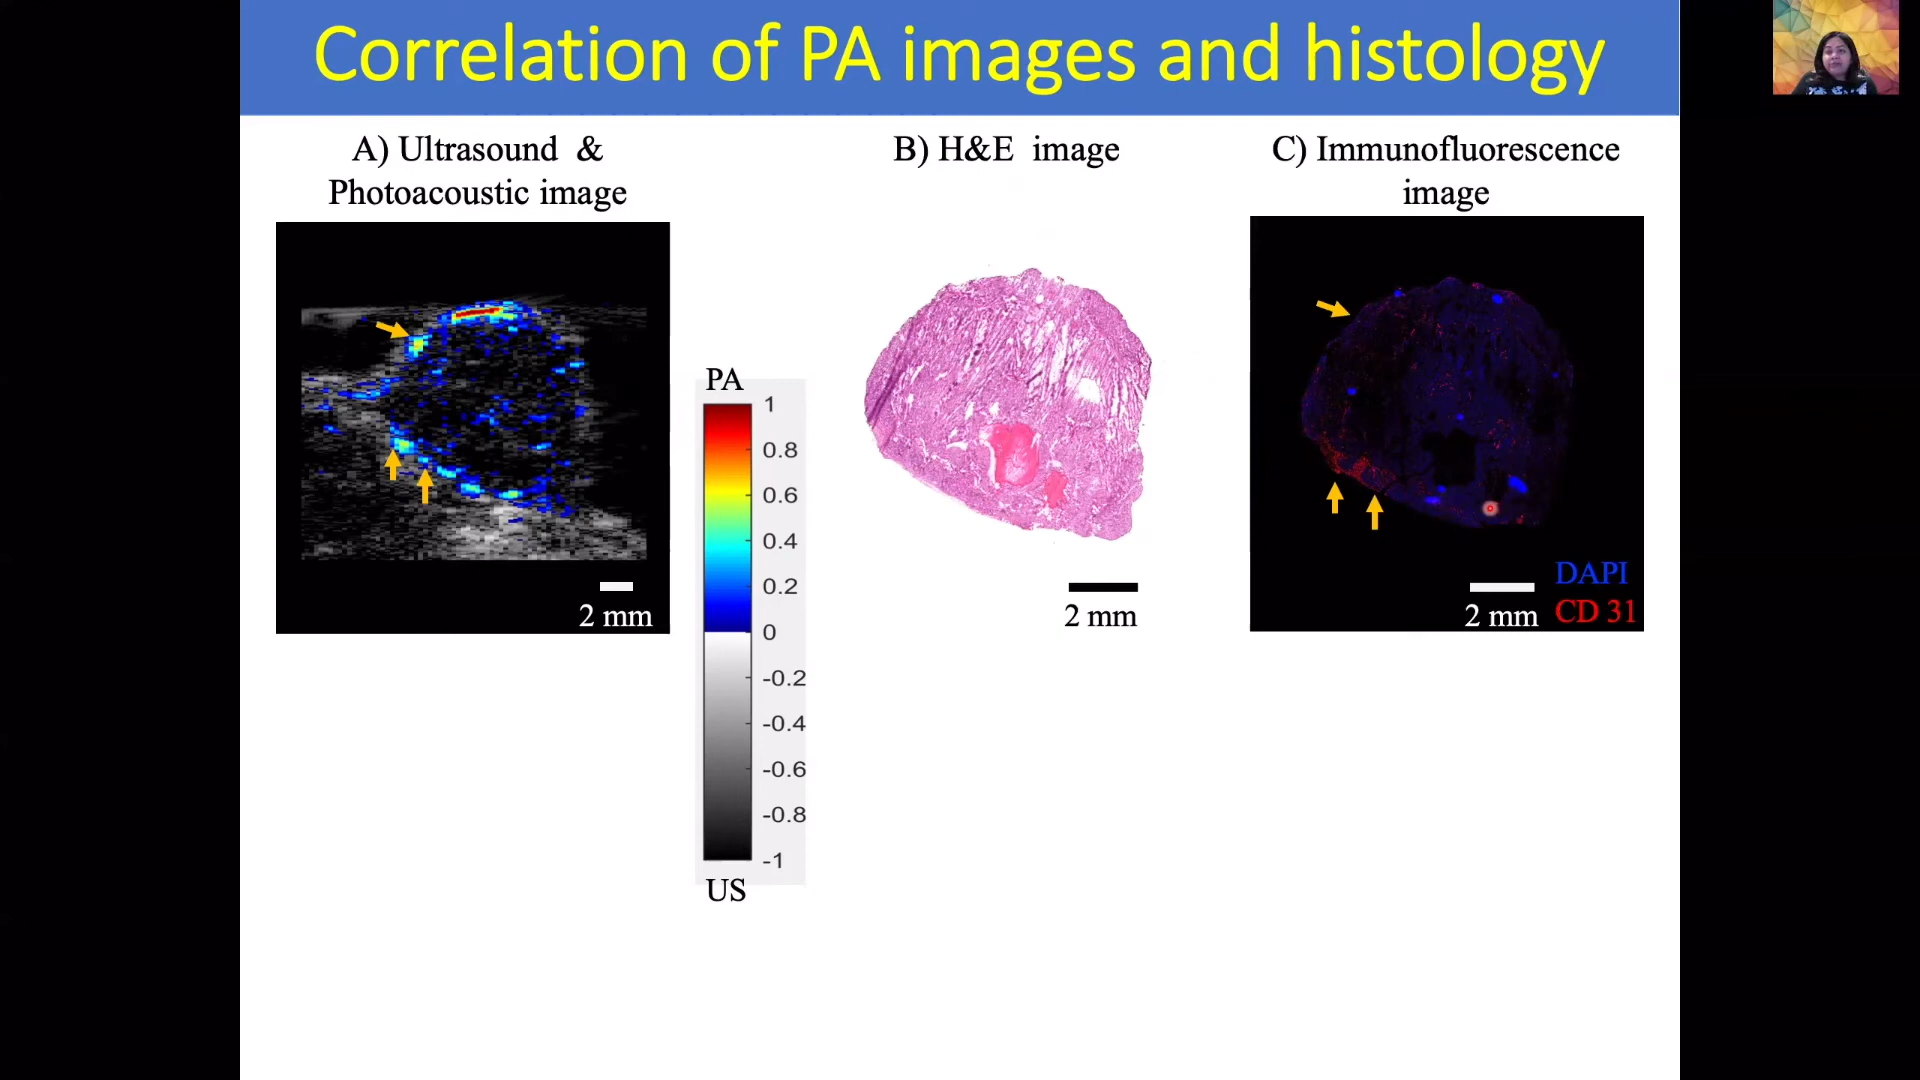 Correlation of PA images and histology
A) Ultrasound &
Photoacoustic image
B) H&E image
C) Immunofluorescence
image
2 mm
PA
1
0.8
0.6
0.4
0.2
0
-0.2
-0.4
-0.6
-0.8
-1
US
2 mm
2 mm
DAPI
CD 31